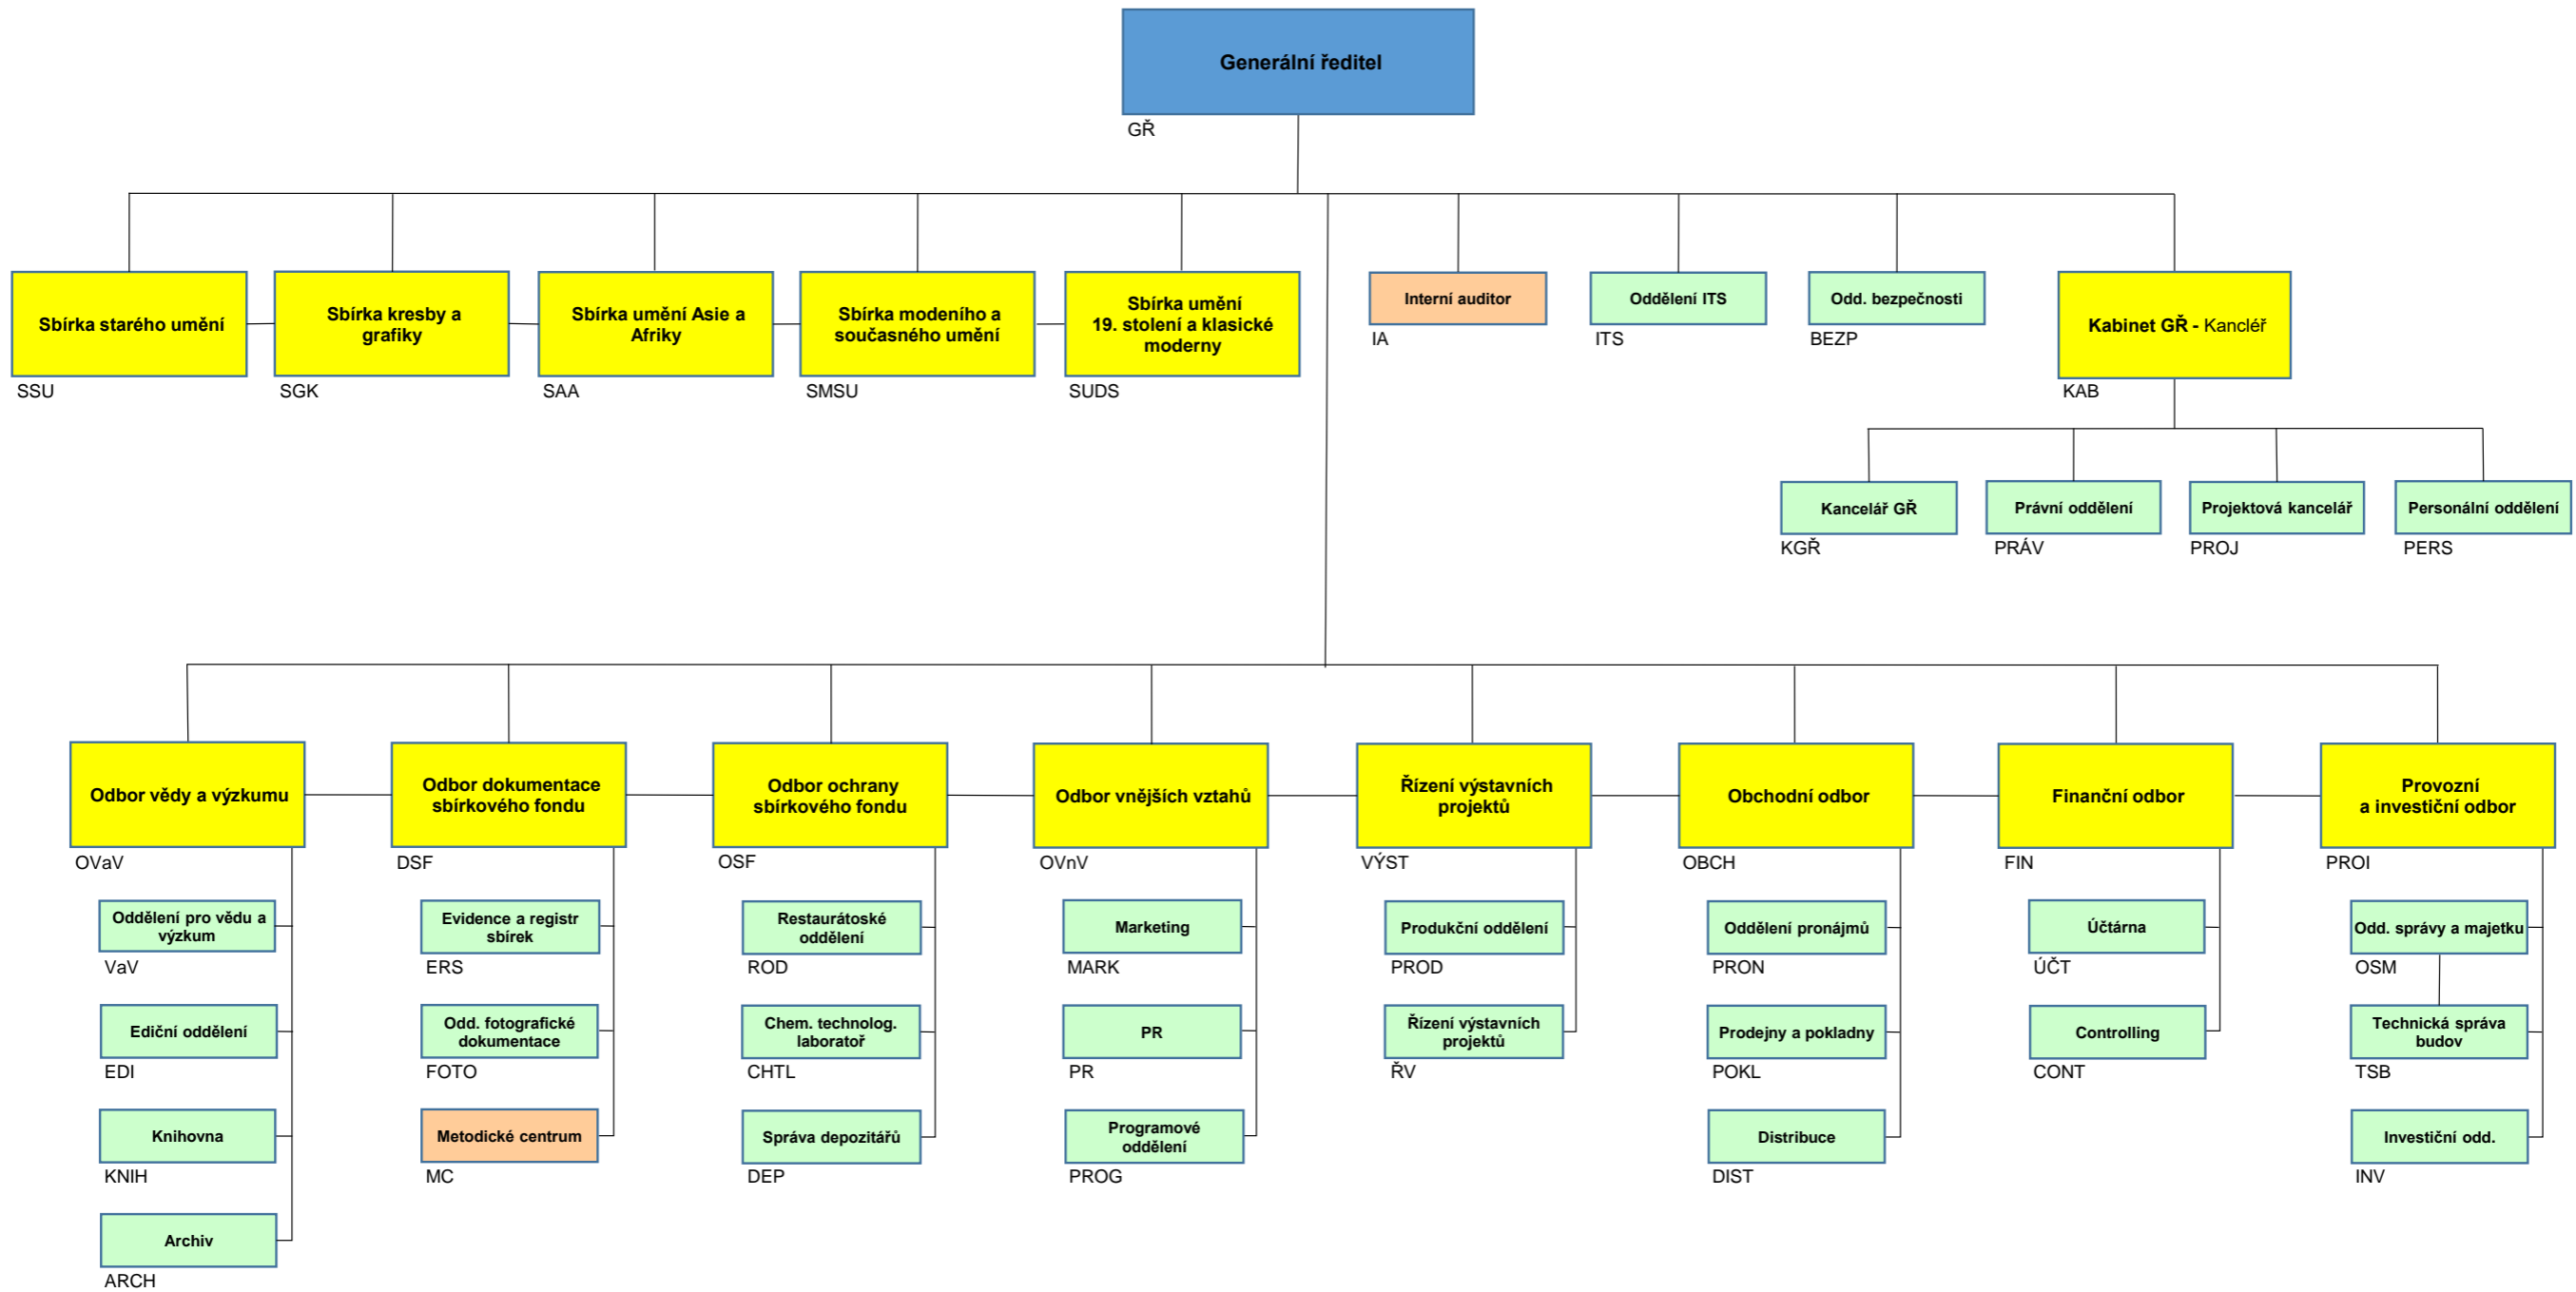 Generální ředitel
GŘ
Sbírka starého umění
SSU
Sbírka kresby a
grafiky
SGK
Sbírka umění Asie a
Afriky
SAA
Sbírka modeního a
současného umění
SMSU
Sbírka umění
19. stolení a klasické
moderny
SUDS
Interní auditor
IA
Oddělení ITS
ITS
Odd. bezpečnosti
BEZP
Kabinet GŘ - Kancléř
KAB
Kancelář GŘ
KGŘ
Právní oddělení
PRÁV
Projektová kancelář
PROJ
Personální oddělení
PERS
Odbor vědy a výzkumu
OVaV
Oddělení pro vědu a
výzkum
VaV
Ediční oddělení
EDI
Knihovna
KNIH
Archiv
ARCH
Odbor dokumentace
sbírkového fondu
DSF
Evidence a registr
sbírek
ERS
Odd. fotografické
dokumentace
FOTO
Metodické centrum
MC
Odbor ochrany
sbírkového fondu
OSF
Restaurátoské
oddělení
ROD
Chem. technolog.
laboratoř
CHTL
Správa depozitářů
DEP
Odbor vnějších vztahů
OVnV
Marketing
MARK
PR
PR
Programové
oddělení
PROG
Řízení výstavních
projektů
VÝST
Produkční oddělení
PROD
Řízení výstavních
projektů
ŘV
Obchodní odbor
OBCH
Oddělení pronájmů
PRON
Prodejny a pokladny
POKL
Distribuce
DIST
Finanční odbor
FIN
Účtárna
ÚČT
Controlling
CONT
Provozní
a investiční odbor
PROI
Odd. správy a majetku
OSM
Technická správa
budov
TSB
Investiční odd.
INV